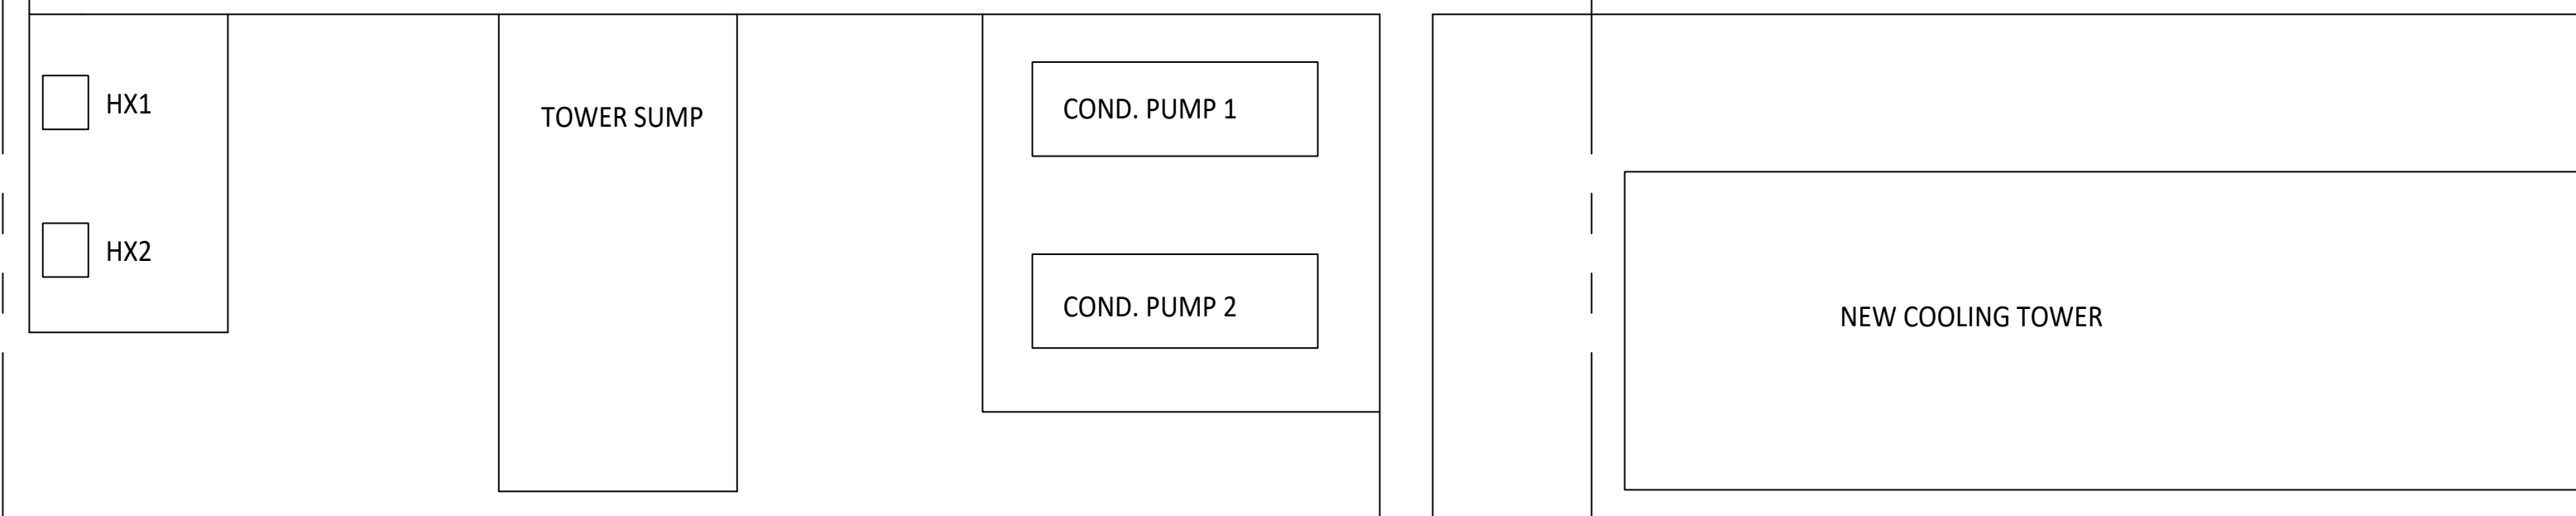 HX1
HX2
TOWER SUMP
COND. PUMP 1
COND. PUMP 2
NEW COOLING TOWER